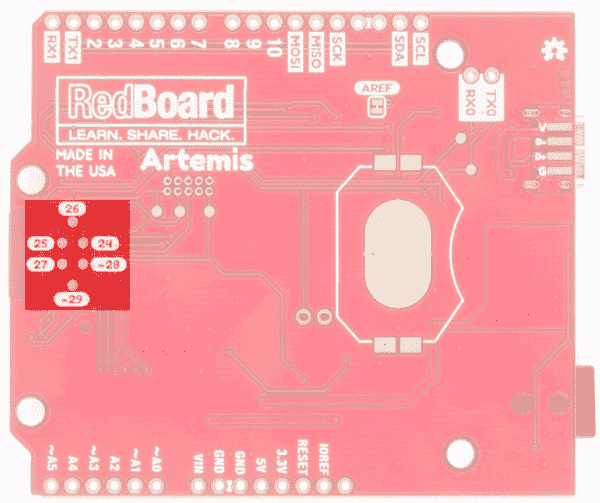 RX1
TX1
2
3
4
5
6
7
8
9
10
MOSI
MISO
SCK
SDA
SCL
RX0
TX0
AREF
RedBoard
LEARN. SHARE. HACK.
MADE IN
THE USA
Artemis
V
D-
D+
G
26
25
24
27
~28
~29
~A5
A4
~A3
A2
~A1
~A0
VIN
GND
GND
5V
3.3V
RESET
IOREF